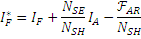 I*_F = I_F + N_SE/N_SH I_A − ℱ_AR/N_SH